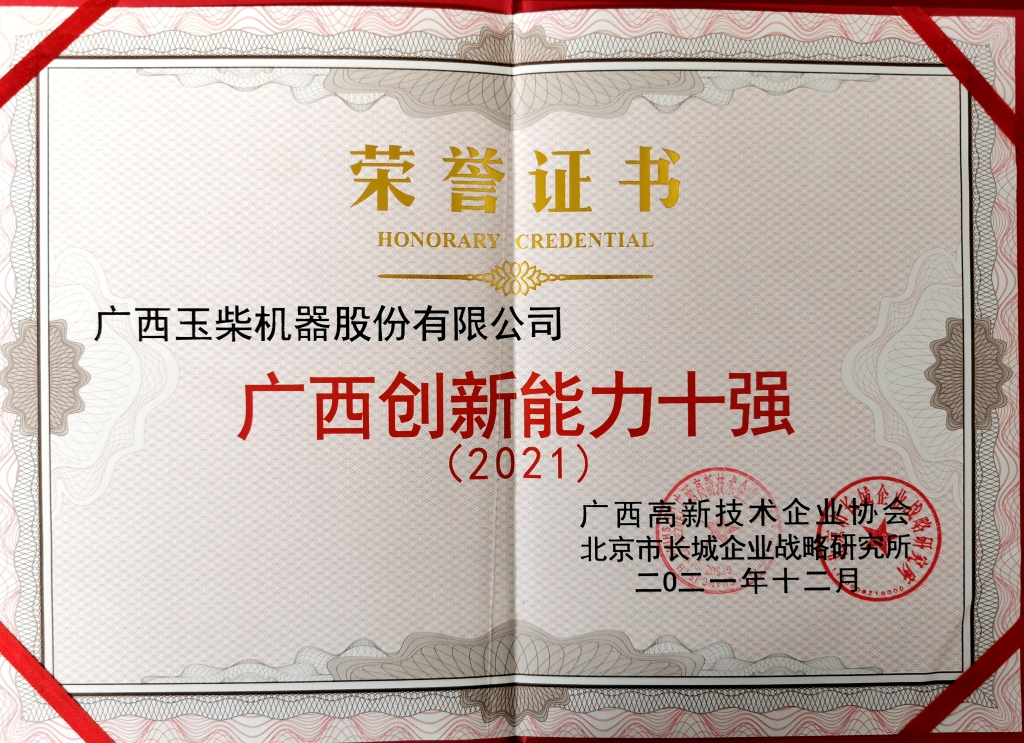 荣誉证书
HONORARY CREDENTIAL
广西玉柴机器股份有限公司
广西创新能力十强
(2021)
广西高新技术企业协会
北京市长城企业战略研究所
二0二一年十二月